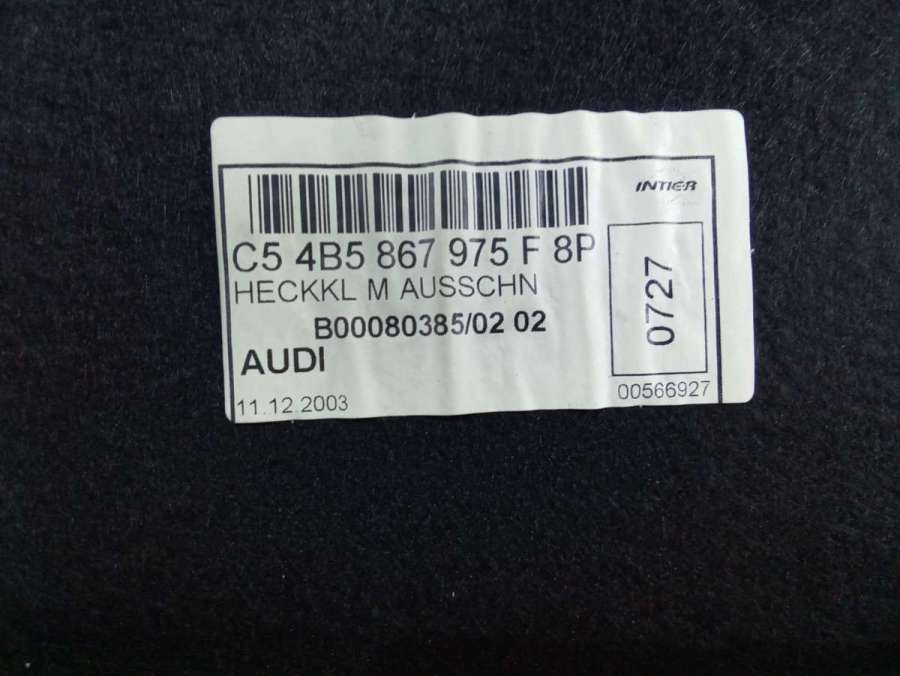 INTIER
C5 4B5 867 975 F 8P
HECKKL M AUSSCHN
B00080385/02 02
AUDI
0727
11.12.2003
00566927